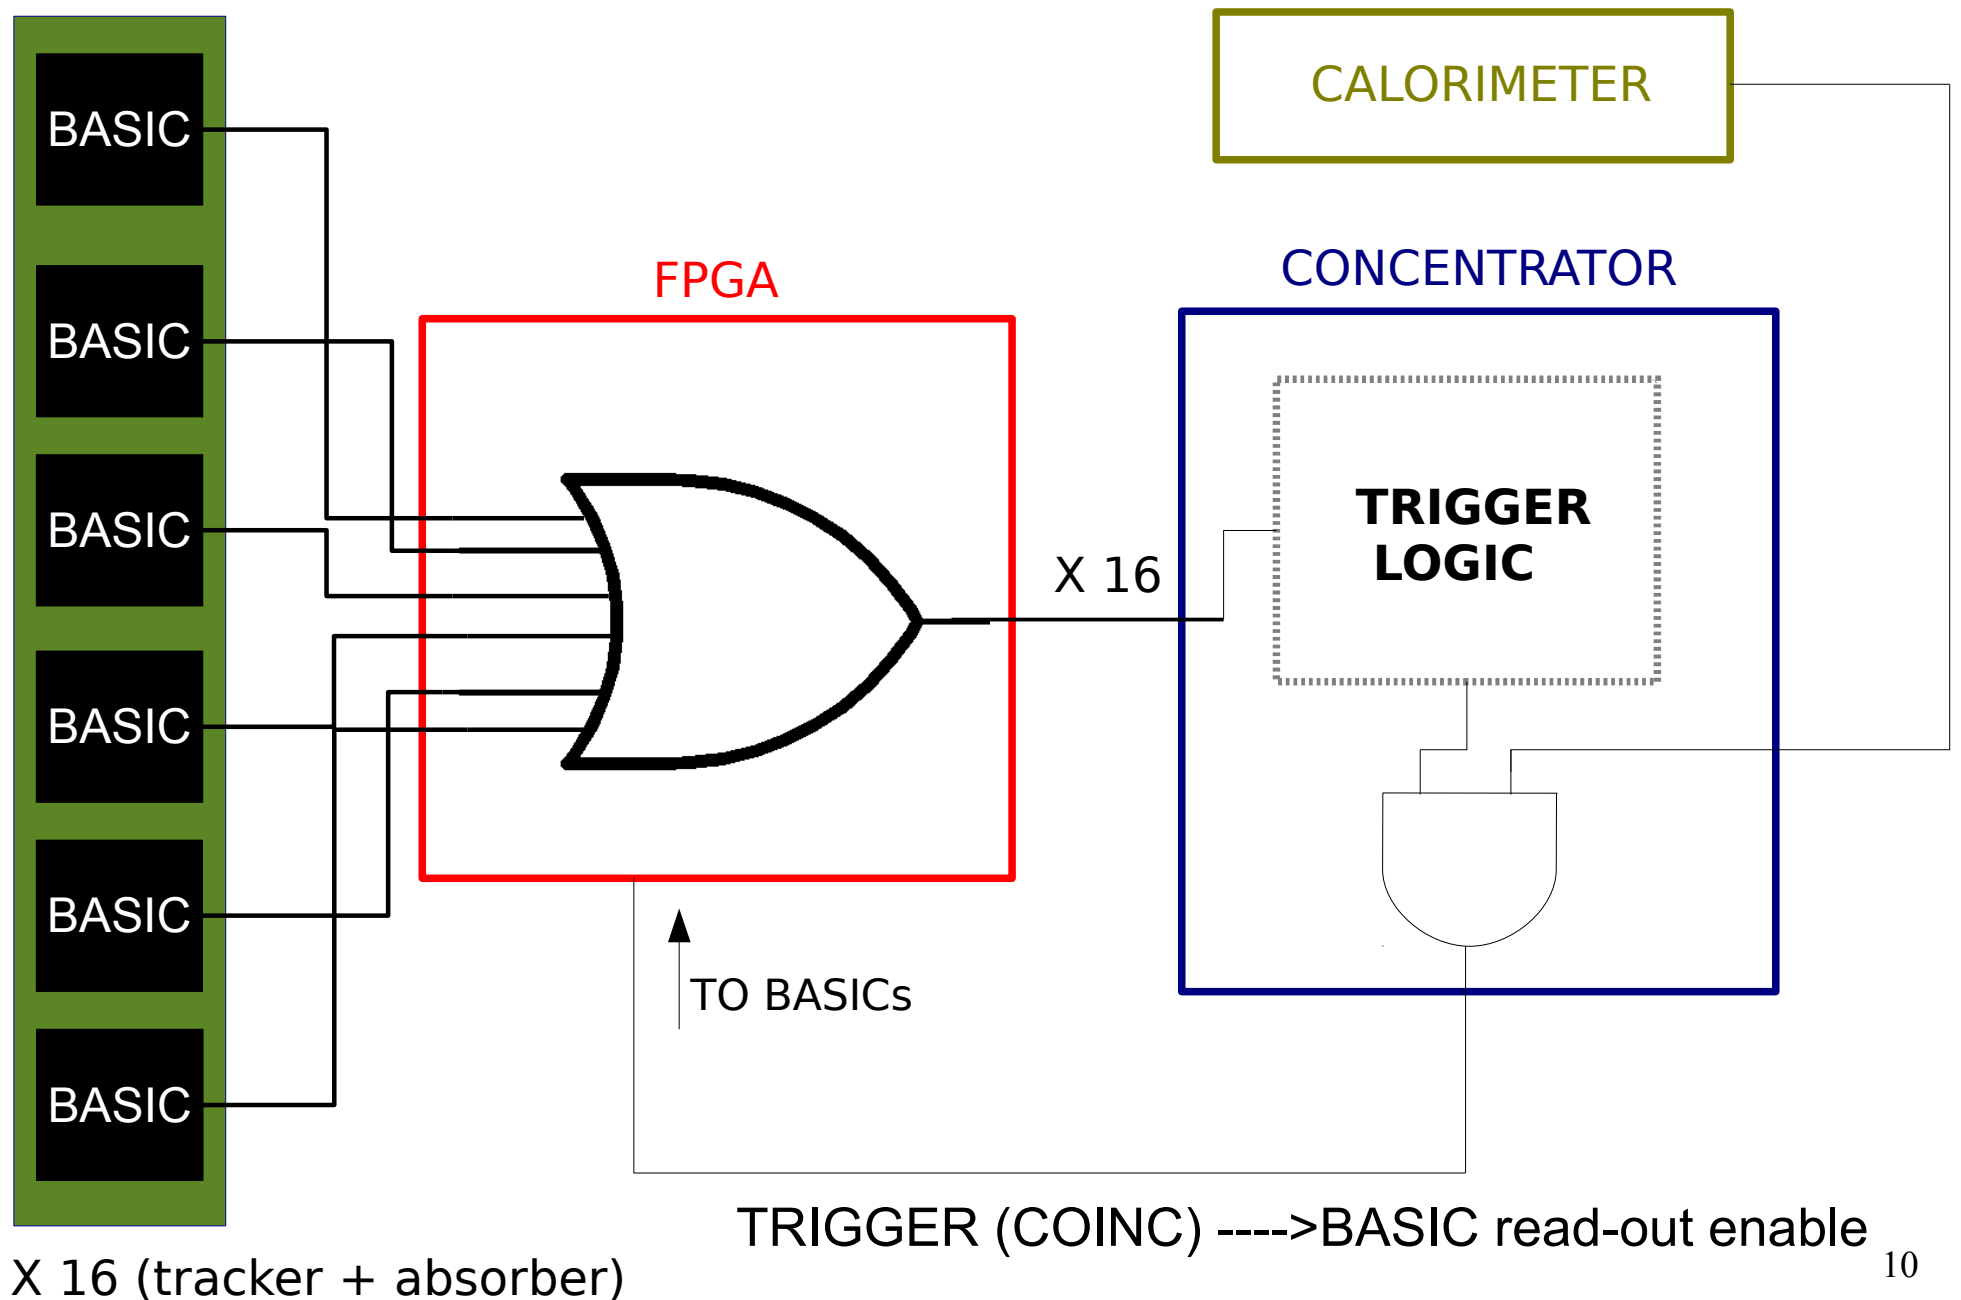 BASIC
BASIC
BASIC
BASIC
BASIC
BASIC
X 16 (tracker + absorber)
FPGA
TO BASICs
X 16
CALORIMETER
CONCENTRATOR
TRIGGER
LOGIC
TRIGGER (COINC) ---->BASIC read-out enable
10